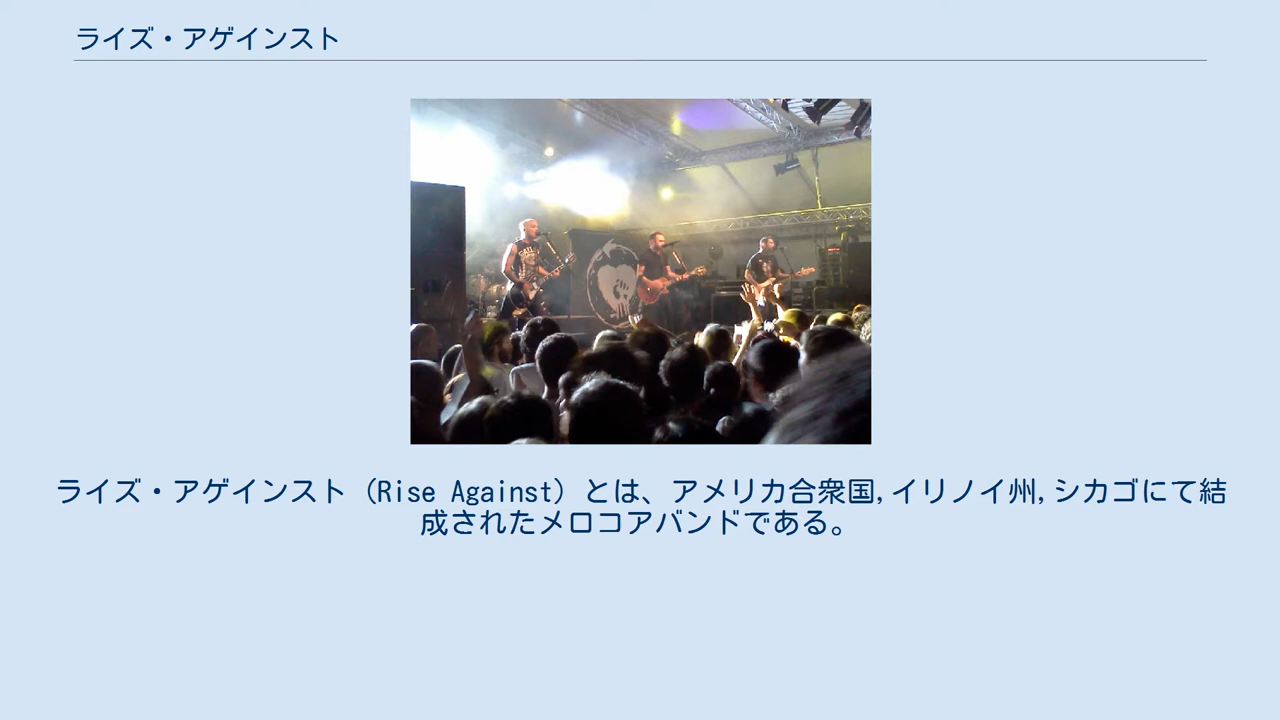 ライズ・アゲインスト
ライズ・アゲインスト（Rise Against）とは、アメリカ合衆国,イリノイ州,シカゴにて結
成されたメロコアバンドである。